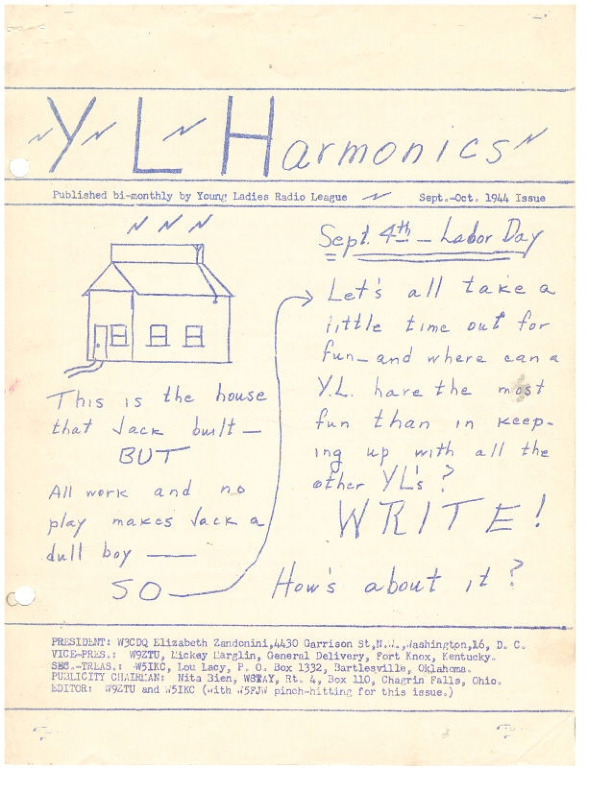 YL Harmonics
Published bi-monthly by Young Ladies Radio League Sept.-Oct. 1944 Issue
This is the house
that Jack built—
BUT
All work and no
play makes Jack a
dull boy —
SO
Sept. 4th — Labor Day
Let's all take a
little time out for
fun—and where can a
Y.L. have the most
fun than in keep-
ing up with all the
other YL's?
WRITE!
How's about it?
PRESIDENT: W3CDQ Elizabeth Zandonini,4430 Garrison St,N.W.,Washington,16, D. C.
VICE-PRES.: W9ZTU, Mickey Marglin, General Delivery, Fort Knox, Kentucky.
SEC.-TREAS.: W5IKC, Lou Lacy, P. O. Box 1332, Bartlesville, Oklahoma.
PUBLICITY CHAIRMAN: Nita Bien, W8TAY, Rt. 4, Box 110, Chagrin Falls, Ohio.
EDITOR: W9ZTU and W5IKC (with W5FJW pinch-hitting for this issue.)